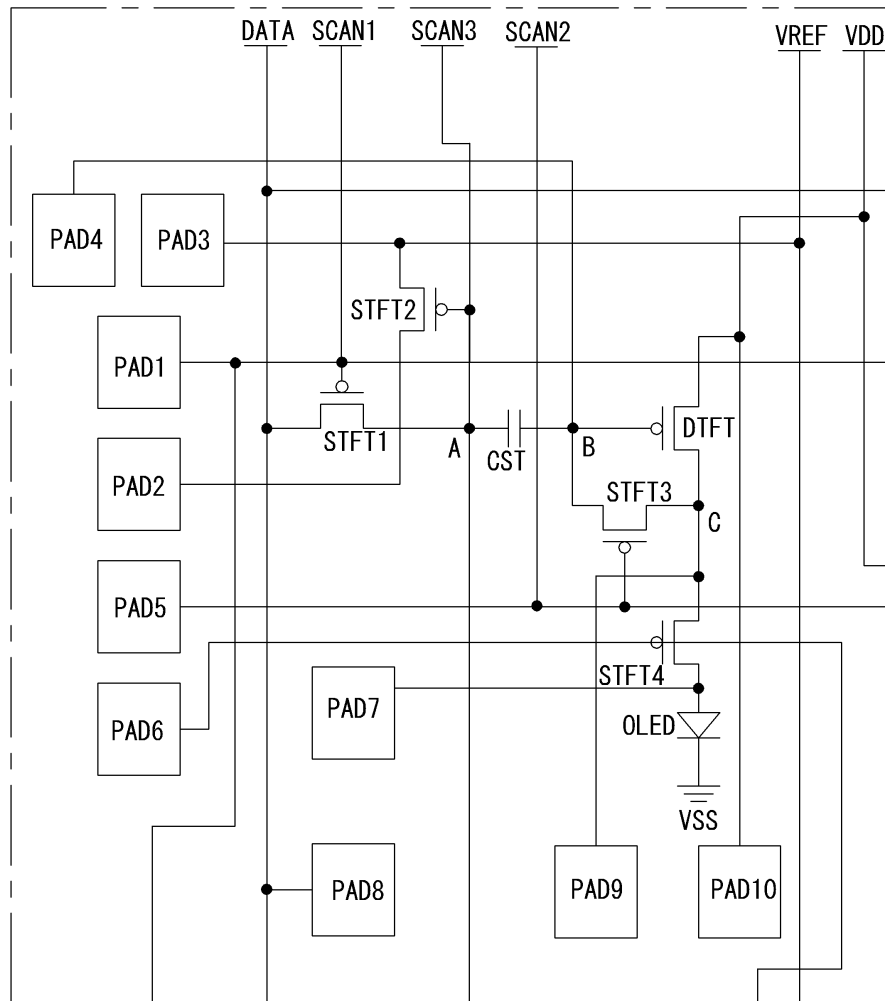 DATA SCAN1 SCAN3 SCAN2 VREF VDD
PAD4 PAD3
STFT2
PAD1
STFT1 A CST B DTFT
PAD2 STFT3 C
PAD5
STFT4
PAD6 PAD7 OLED
VSS
PAD8 PAD9 PAD10